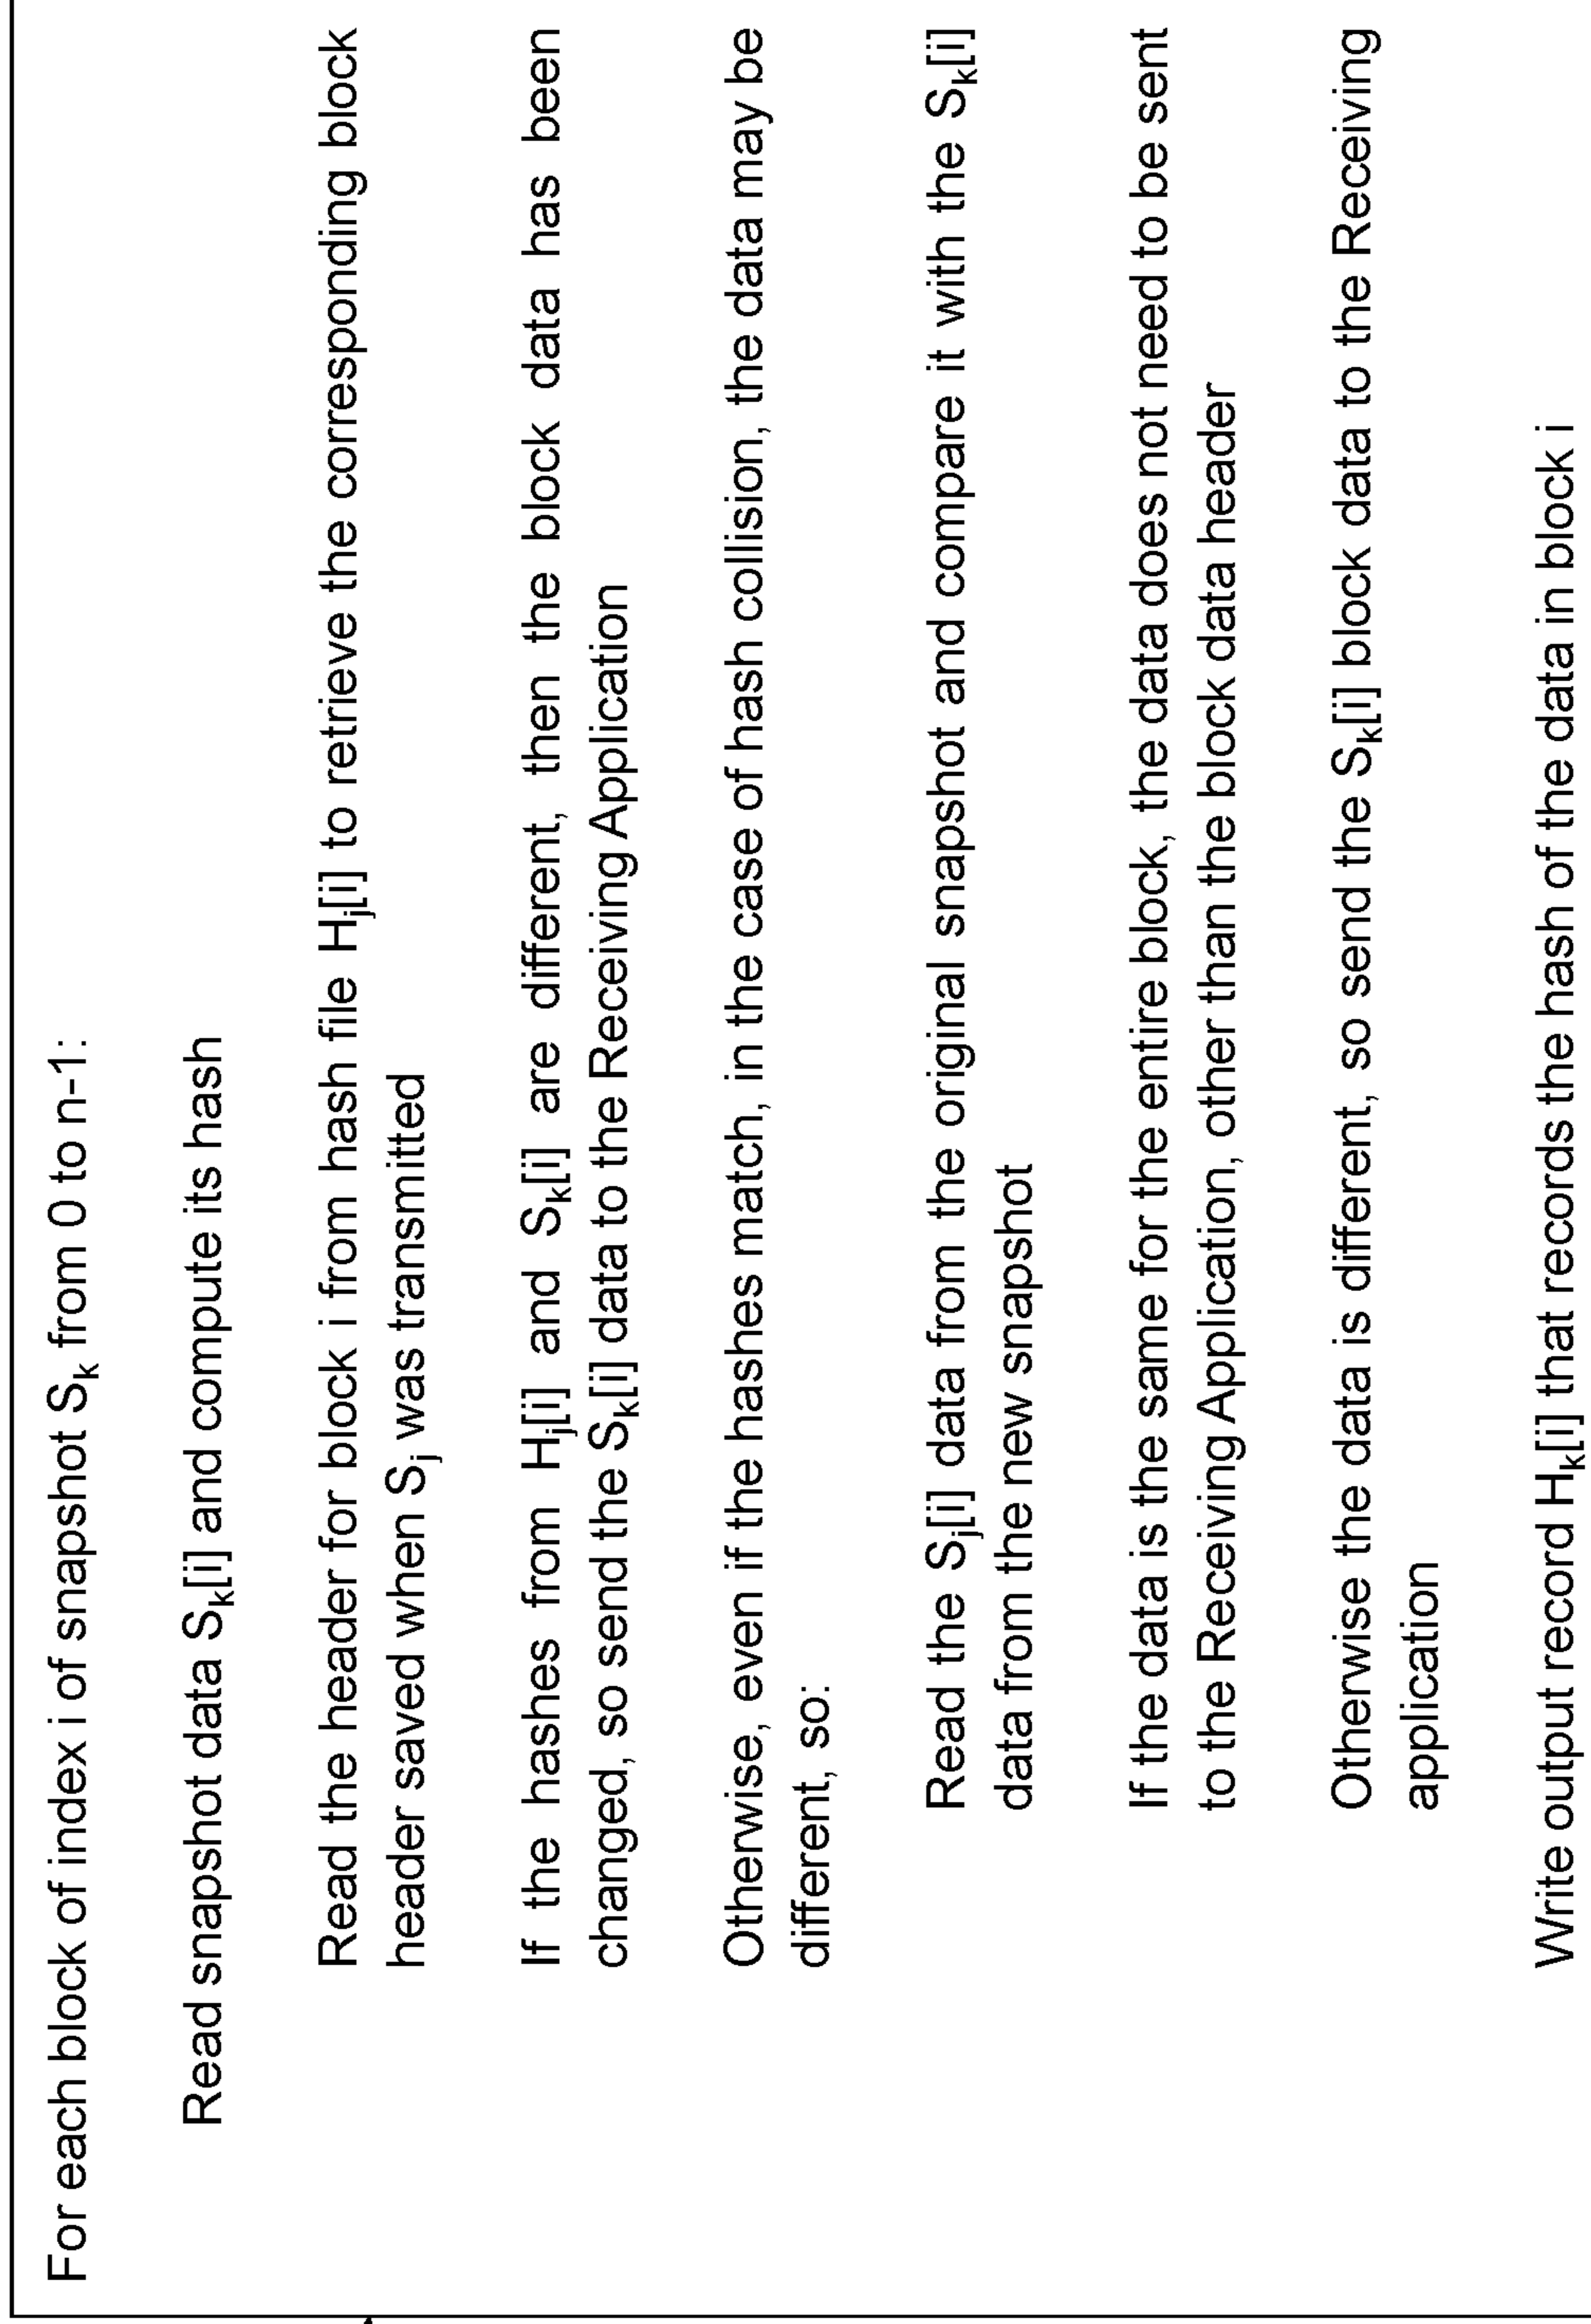 For each block of index i of snapshot Sk from 0 to n-1:
Read snapshot data Sk[i] and compute its hash
Read the header for block i from hash file Hj[i] to retrieve the corresponding block
header saved when Sj was transmitted
If the hashes from Hj[i] and Sk[i] are different, then the block data has been
changed, so send the Sk[i] data to the Receiving Application
Otherwise, even if the hashes match, in the case of hash collision, the data may be
different, so:
Read the Sj[i] data from the original snapshot and compare it with the Sk[i]
data from the new snapshot
If the data is the same for the entire block, the data does not need to be sent
to the Receiving Application, other than the block data header
Otherwise the data is different, so send the Sk[i] block data to the Receiving
application
Write output record Hk[i] that records the hash of the data in block i